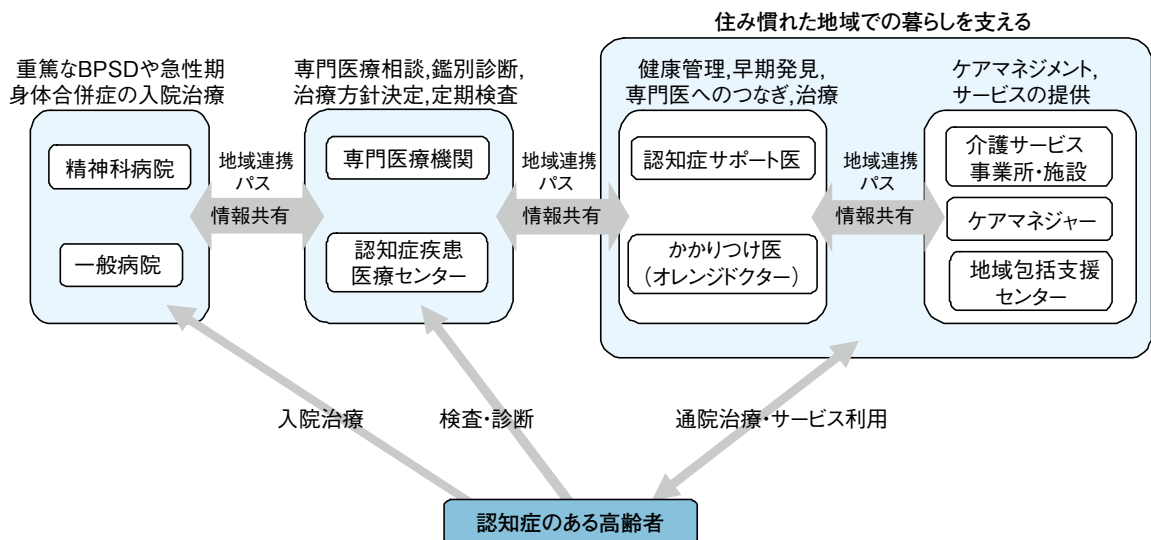 住み慣れた地域での暮らしを支える
重篤なBPSDや急性期
身体合併症の入院治療
専門医療相談,鑑別診断,
治療方針決定,定期検査
健康管理,早期発見,
専門医へのつなぎ,治療
ケアマネジメント,
サービスの提供
精神科病院
一般病院
地域連携
パス
情報共有
専門医療機関
認知症疾患
医療センター
地域連携
パス
情報共有
認知症サポート医
かかりつけ医
（オレンジドクター）
地域連携
パス
情報共有
介護サービス
事業所・施設
ケアマネジャー
地域包括支援
センター
入院治療
検査・診断
通院治療・サービス利用
認知症のある高齢者